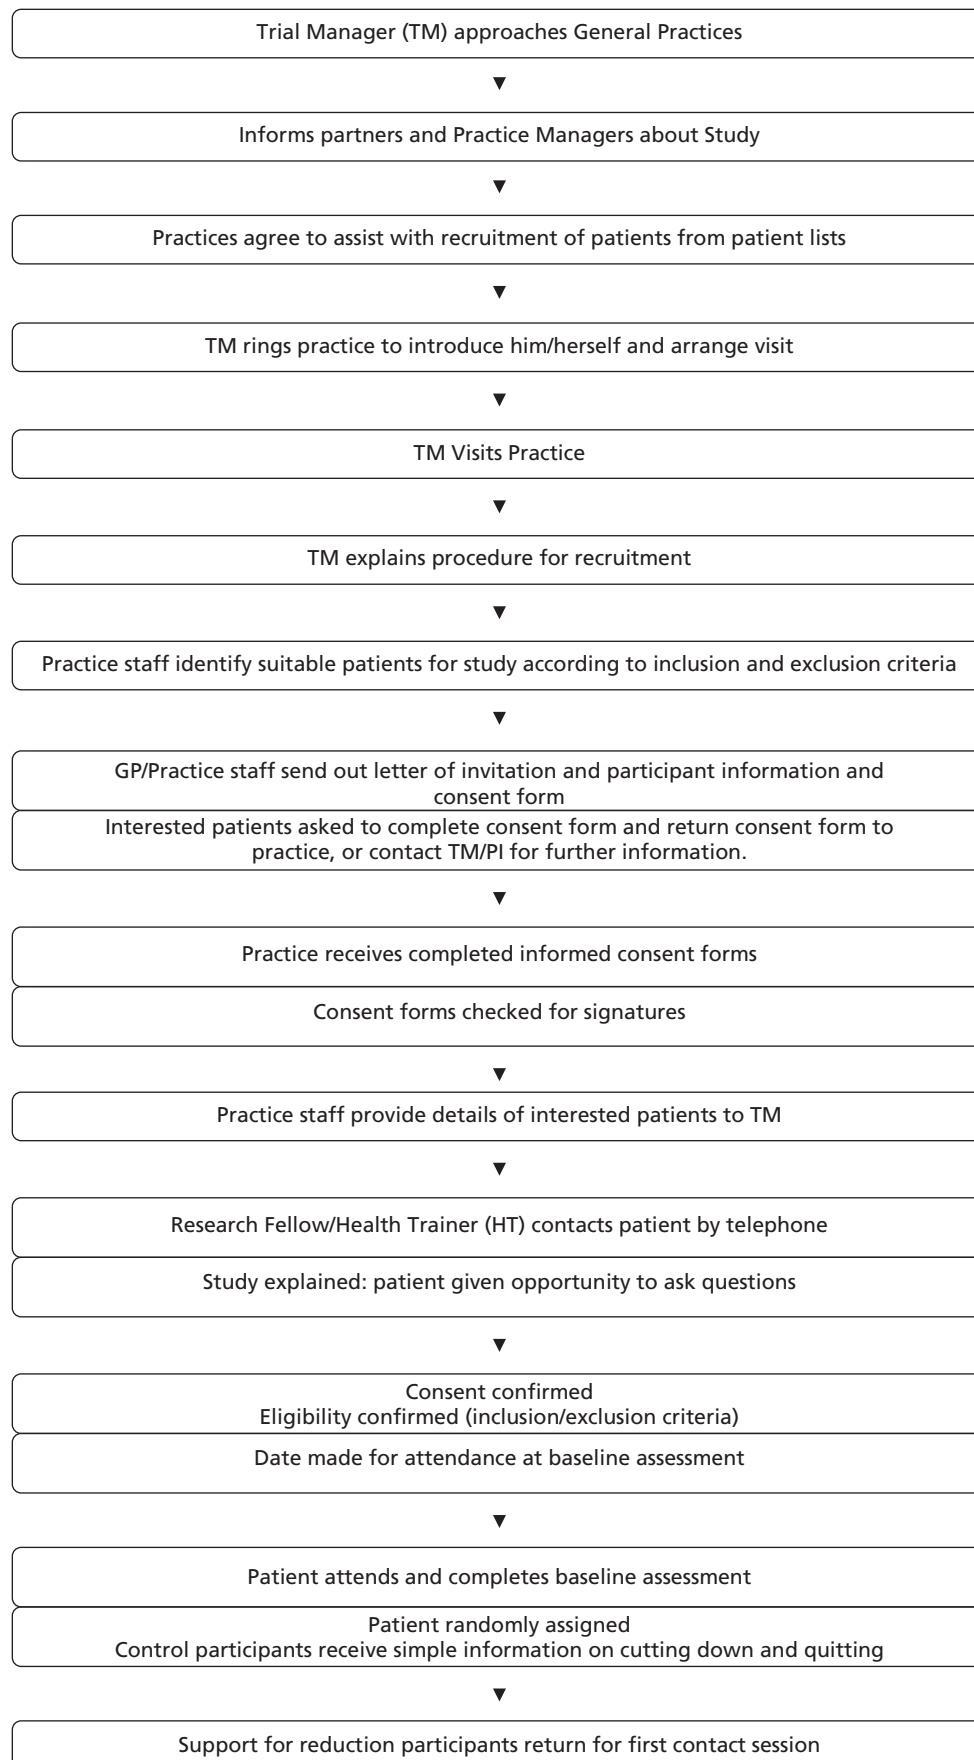 Trial Manager (TM) approaches General Practices
Informs partners and Practice Managers about Study
Practices agree to assist with recruitment of patients from patient lists
TM rings practice to introduce him/herself and arrange visit
TM Visits Practice
TM explains procedure for recruitment
Practice staff identify suitable patients for study according to inclusion and exclusion criteria
GP/Practice staff send out letter of invitation and participant information and
consent form
Interested patients asked to complete consent form and return consent form to
practice, or contact TM/PI for further information.
Practice receives completed informed consent forms
Consent forms checked for signatures
Practice staff provide details of interested patients to TM
Research Fellow/Health Trainer (HT) contacts patient by telephone
Study explained: patient given opportunity to ask questions
Consent confirmed
Eligibility confirmed (inclusion/exclusion criteria)
Date made for attendance at baseline assessment
Patient attends and completes baseline assessment
Patient randomly assigned
Control participants receive simple information on cutting down and quitting
Support for reduction participants return for first contact session